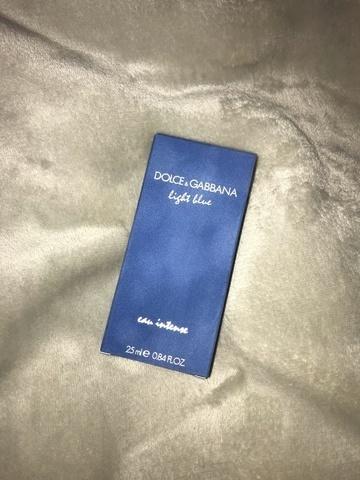 DOLCE & GABBANA
light blue
eau intense
25 ml e 0.84 FL.OZ